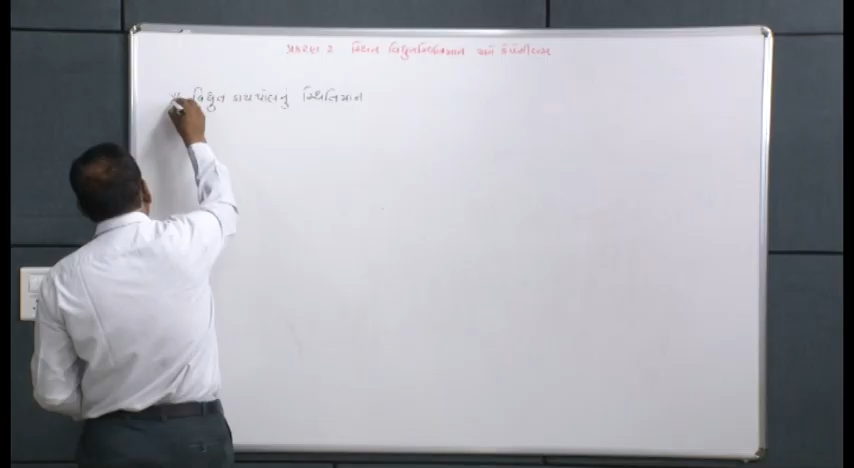 પ્રકરણ 2 સ્થિત વિદ્યુતસ્થિતિમાન અને કેપેસીટન્સ
* વિદ્યુત ડાયપોલનું સ્થિતિમાન